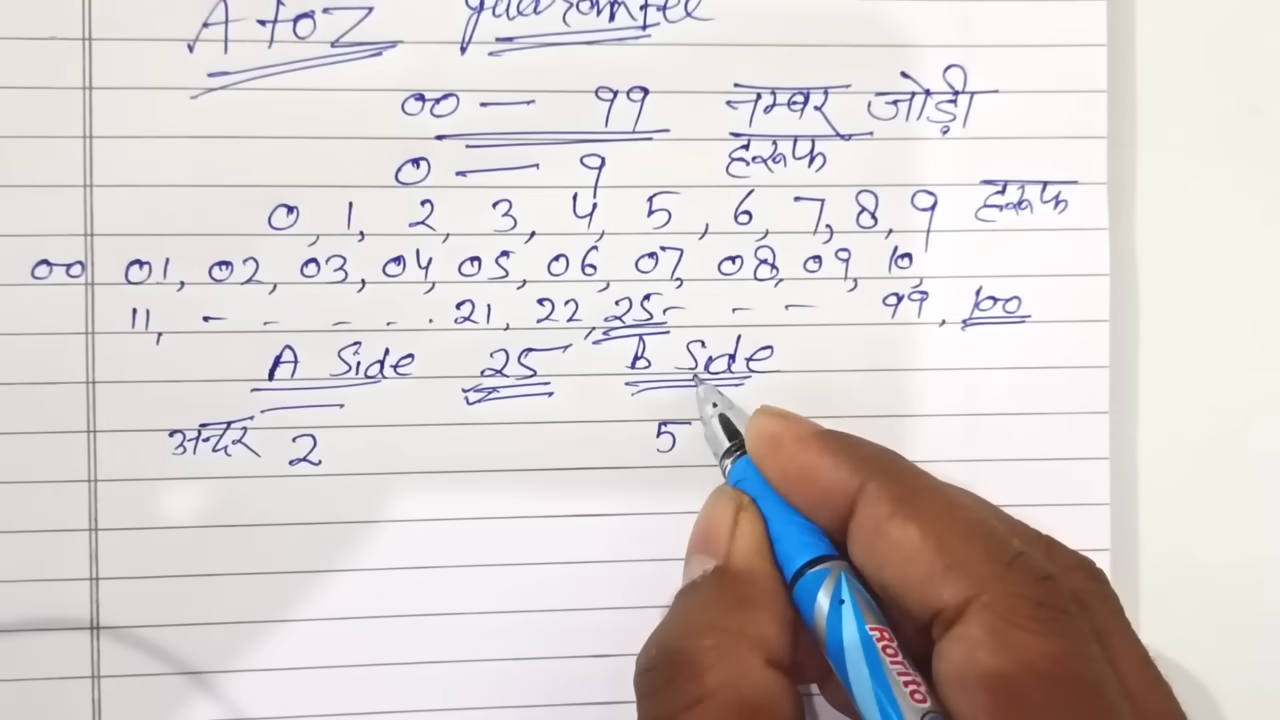 A to Z guarantee
00 — 99 नम्बर जोड़ी
0 — 9 हरूफ
0, 1, 2, 3, 4, 5, 6, 7, 8, 9 हरूफ
00 01, 02, 03, 04, 05, 06, 07, 08, 09, 10,
11, - - - - . 21, 22, 25 - - - 99, 100
A Side 25 B Side
अन्दर 2 5
Rorito